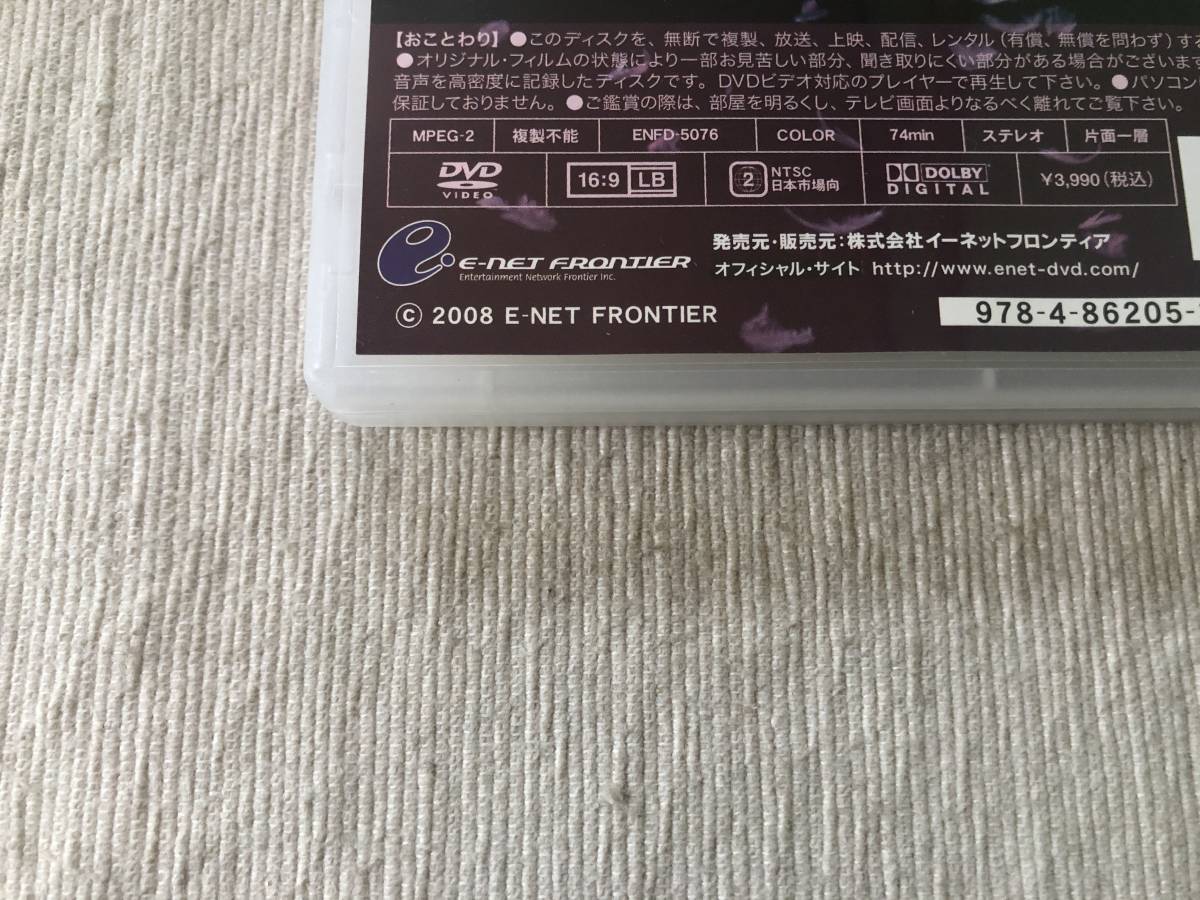 【おことわり】●このディスクを、無断で複製、放送、上映、配信、レンタル(有償、無償を問わず)す
●オリジナル・フィルムの状態により一部お見苦しい部分、聞き取りにくい部分がある場合がございます
音声を高密度に記録したディスクです。DVDビデオ対応のプレイヤーで再生して下さい。●パソコン
保証しておりません。●ご鑑賞の際は、部屋を明るくし、テレビ画面よりなるべく離れてご覧下さい。
MPEG-2 複製不能 ENFD-5076 COLOR 74min ステレオ 片面一層
DVD VIDEO 16:9 LB 2 NTSC 日本市場向 DOLBY DIGITAL ¥3,990(税込)
e E-NET FRONTIER
Entertainment Network Frontier Inc.
発売元・販売元:株式会社イーネットフロンティア
オフィシャル・サイト http://www.enet-dvd.com/
© 2008 E-NET FRONTIER
978-4-86205-